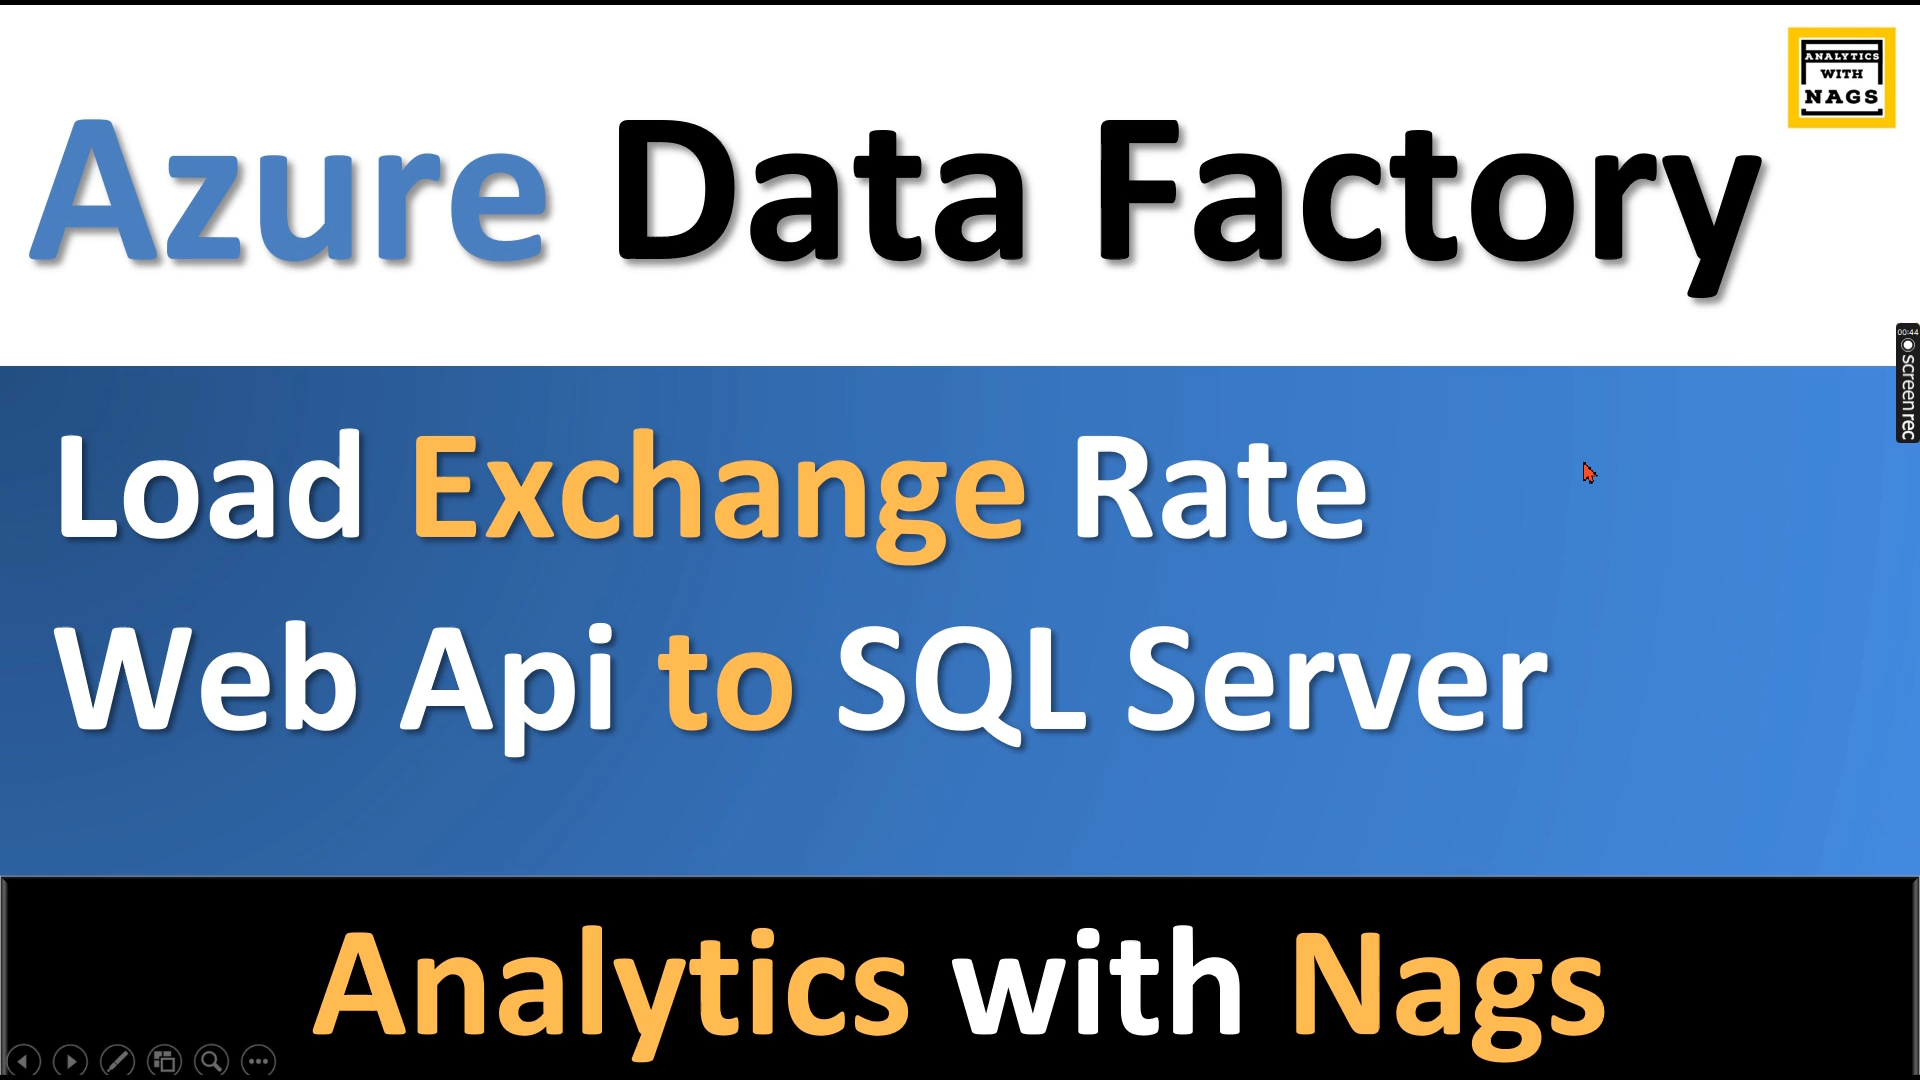 Azure Data Factory
ANALYTICS
WITH
NAGS
00:44
screenrec
Load Exchange Rate
Web Api to SQL Server
Analytics with Nags